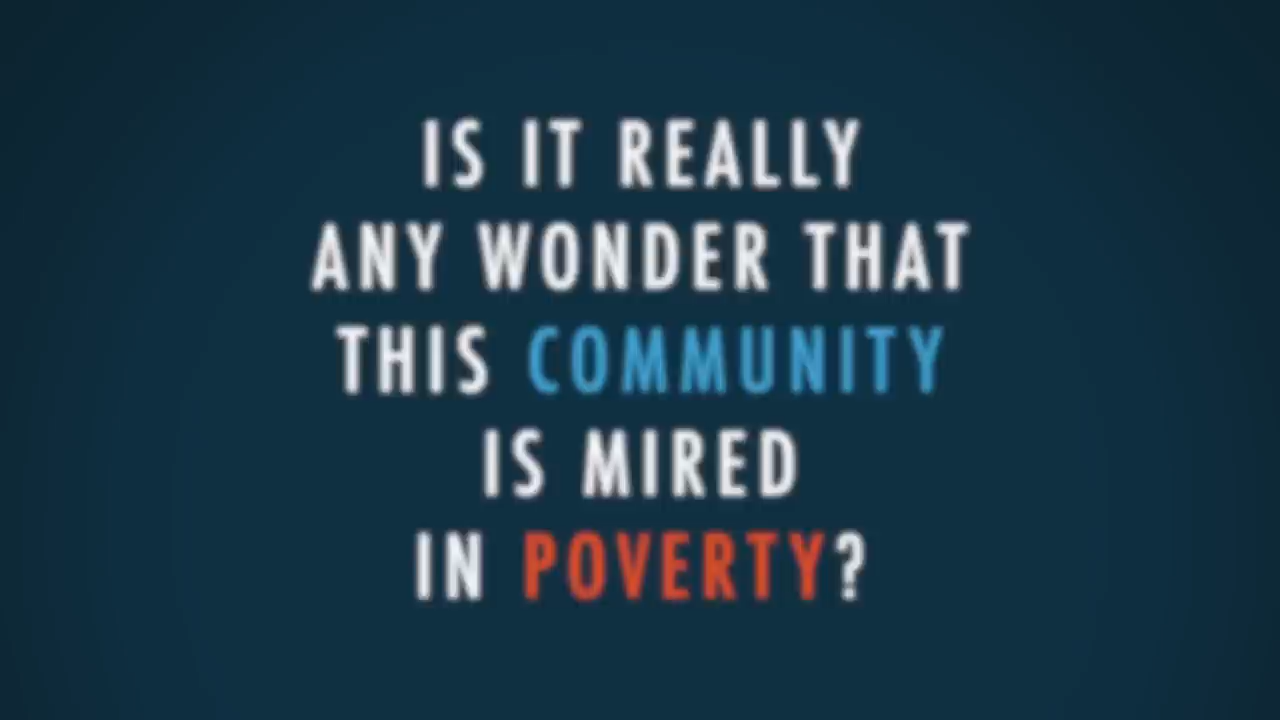 IS IT REALLY
ANY WONDER THAT
THIS COMMUNITY
IS MIRED
IN POVERTY?